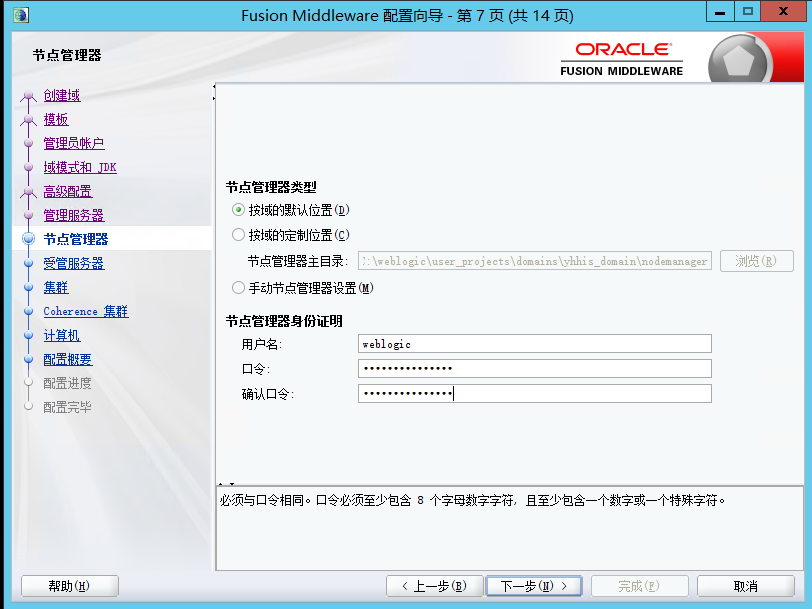 Fusion Middleware 配置向导 - 第 7 页 (共 14 页)
节点管理器
ORACLE
FUSION MIDDLEWARE
创建域
模板
管理员帐户
域模式和 JDK
高级配置
管理服务器
节点管理器
受管服务器
集群
Coherence 集群
计算机
配置概要
配置进度
配置完毕
节点管理器类型
按域的默认位置(D)
按域的定制位置(C)
节点管理器主目录:
:\weblogic\user_projects\domains\yhhis_domain\nodemanager
浏览(R)
手动节点管理器设置(M)
节点管理器身份证明
用户名:
weblogic
口令:
•••••••••••••••
确认口令:
•••••••••••••••
必须与口令相同。口令必须至少包含 8 个字母数字字符, 且至少包含一个数字或一个特殊字符。
帮助(H)
< 上一步(B)
下一步(N) >
完成(F)
取消